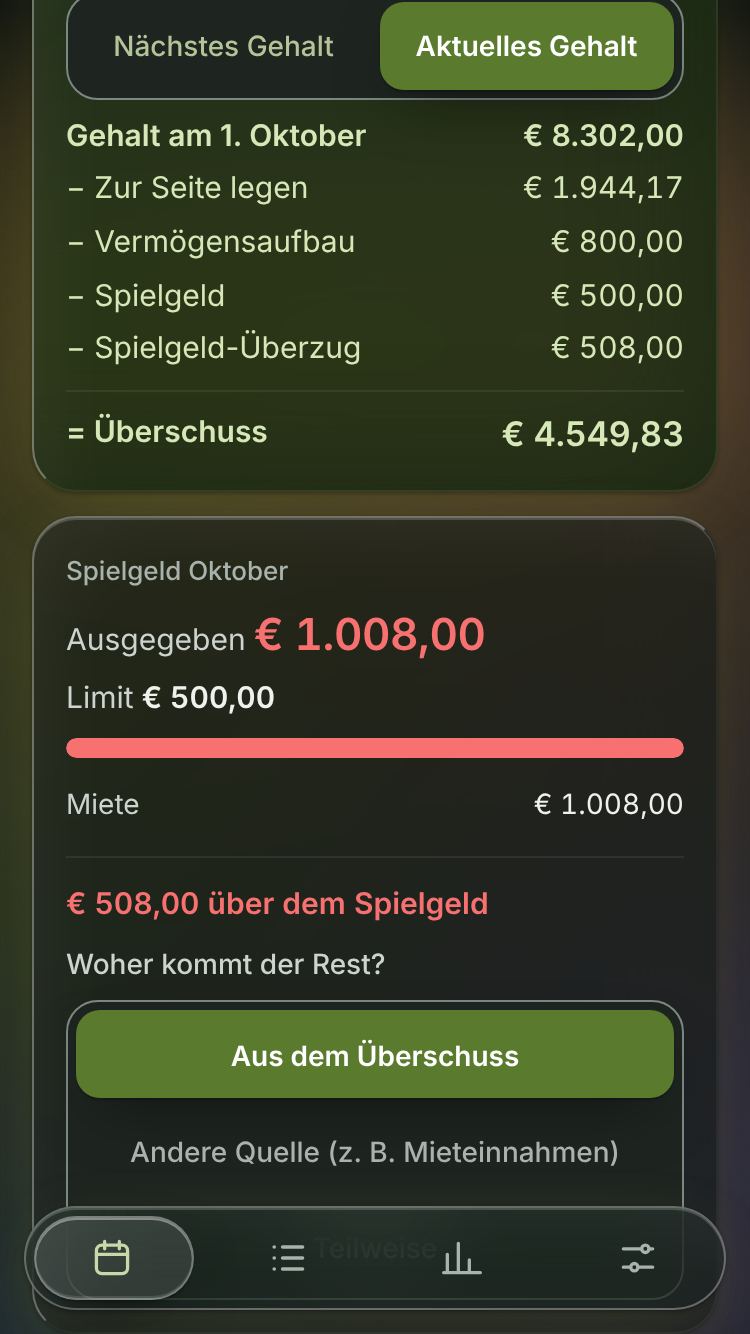 Nächstes Gehalt Aktuelles Gehalt
Gehalt am 1. Oktober € 8.302,00
– Zur Seite legen € 1.944,17
– Vermögensaufbau € 800,00
– Spielgeld € 500,00
– Spielgeld-Überzug € 508,00
= Überschuss € 4.549,83
Spielgeld Oktober
Ausgegeben € 1.008,00
Limit € 500,00
Miete € 1.008,00
€ 508,00 über dem Spielgeld
Woher kommt der Rest?
Aus dem Überschuss
Andere Quelle (z. B. Mieteinnahmen)
Teilweise